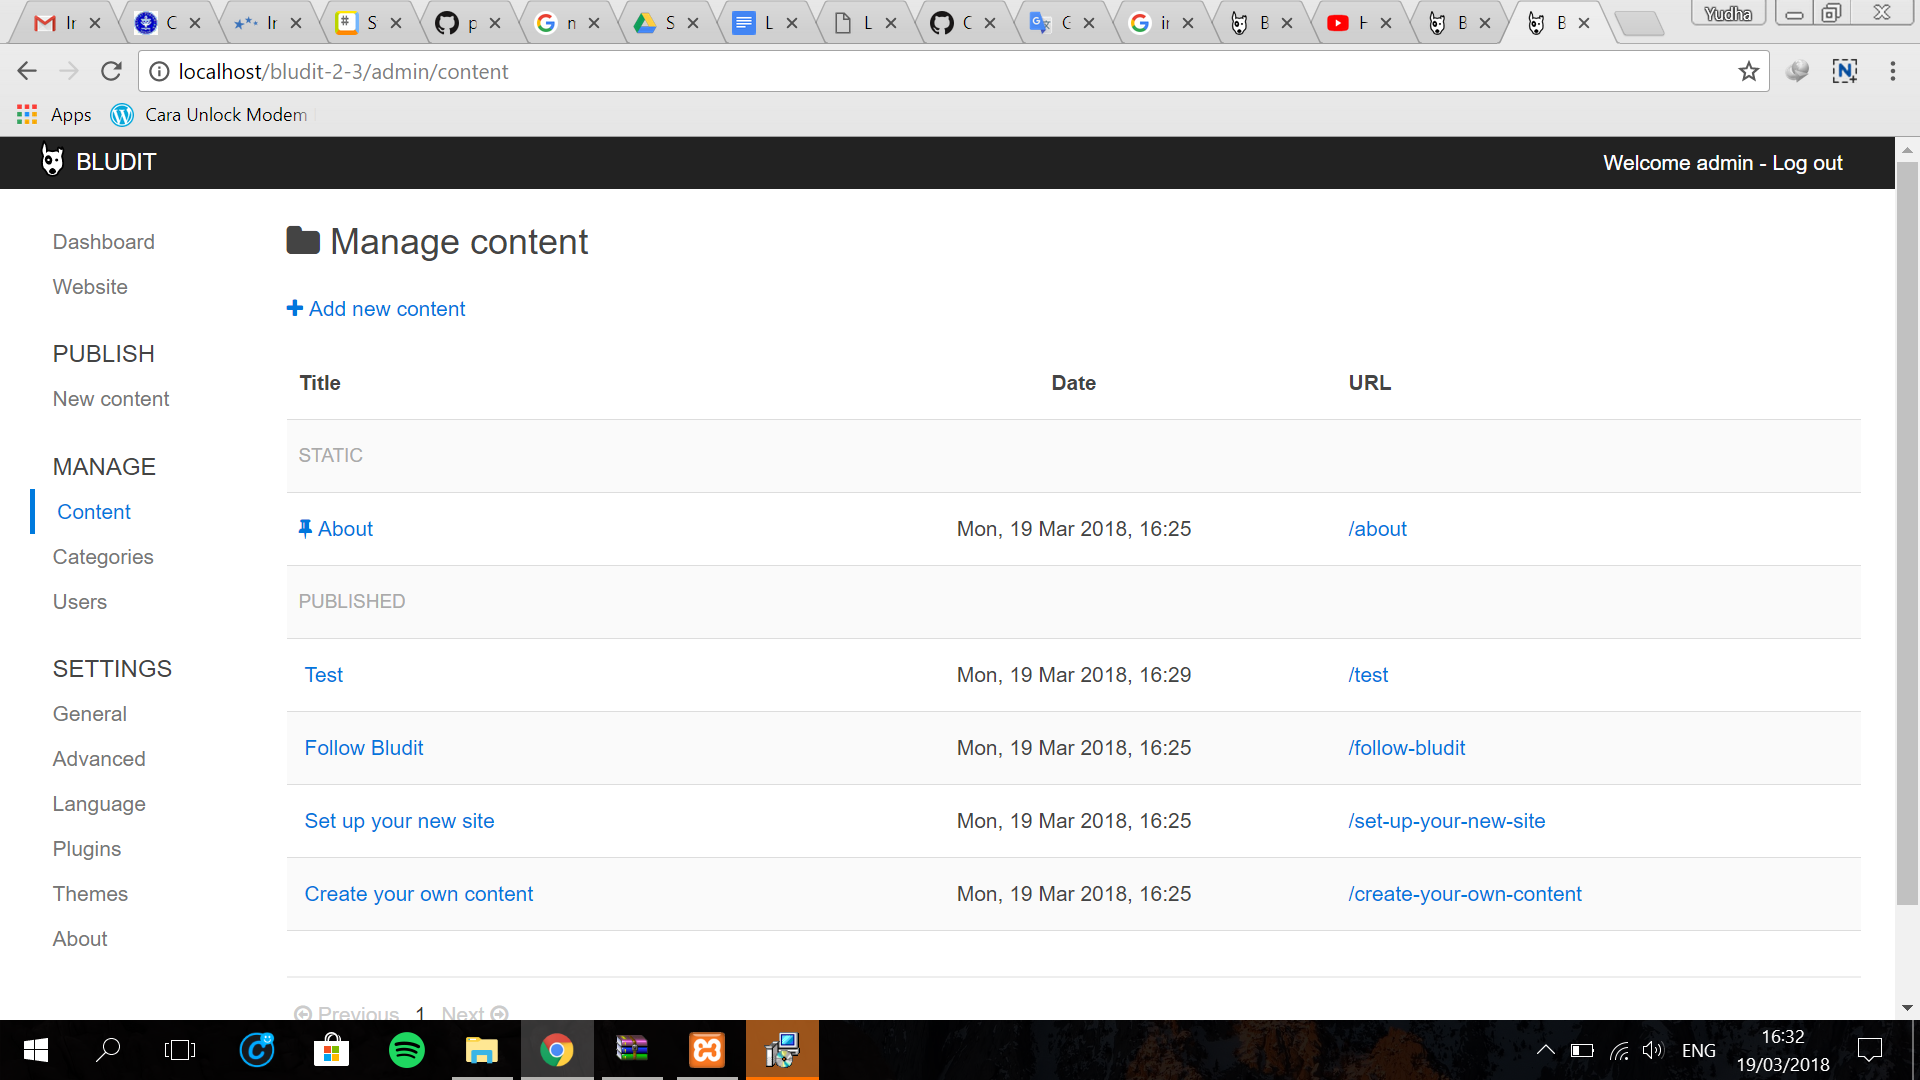 Ir C Ir S p n S L L C C ir B H B B Yudha
localhost/bludit-2-3/admin/content
Apps Cara Unlock Modem
BLUDIT Welcome admin - Log out
Dashboard
Website
PUBLISH
New content
MANAGE
Content
Categories
Users
SETTINGS
General
Advanced
Language
Plugins
Themes
About
Manage content
Add new content
Title Date URL
STATIC
About Mon, 19 Mar 2018, 16:25 /about
PUBLISHED
Test Mon, 19 Mar 2018, 16:29 /test
Follow Bludit Mon, 19 Mar 2018, 16:25 /follow-bludit
Set up your new site Mon, 19 Mar 2018, 16:25 /set-up-your-new-site
Create your own content Mon, 19 Mar 2018, 16:25 /create-your-own-content
Previous 1 Next
ENG 16:32
19/03/2018